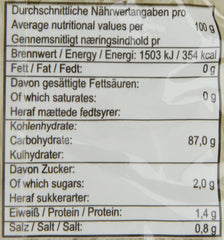 Durchschnittliche Nährwertangaben pro
Average nutritional values per 100 g
Gennemsnitligt næringsindhold pr
Brennwert / Energy / Energi: 1503 kJ / 354 kcal
Fett / Fat / Fedt: 0 g
Davon gesättigte Fettsäuren:
Of which saturates: 0 g
Heraf mættede fedtsyrer:
Kohlenhydrate:
Carbohydrate: 87,0 g
Kulhydrater:
Davon Zucker:
Of which sugars: 2,0 g
Heraf sukkerarter:
Eiweiß / Protein / Protein: 1,4 g
Salz / Salt / Salt: 0,8 g